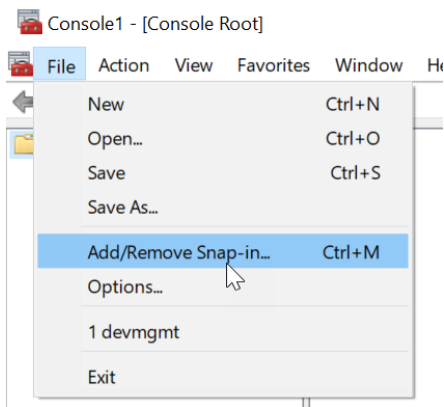 Console1 - [Console Root]
File Action View Favorites Window He
New Ctrl+N
Open... Ctrl+O
Save Ctrl+S
Save As...
Add/Remove Snap-in... Ctrl+M
Options...
1 devmgmt
Exit